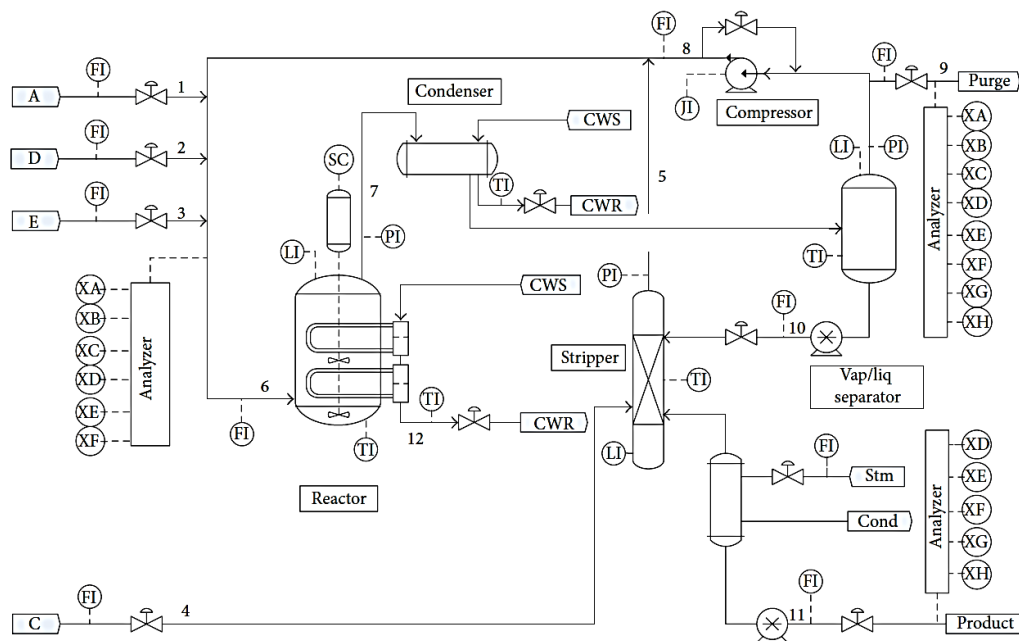 FI
8
FI
9
Purge
FI
A
1
Condenser
JI
Compressor
XA
CWS
FI
D
2
SC
LI
PI
XB
XC
7
TI
CWR
5
XD
FI
E
3
PI
LI
Analyzer
XE
TI
XF
XA
CWS
PI
XG
XB
FI
10
XH
XC
Analyzer
Stripper
XD
TI
Vap/liq
separator
XE
6
TI
XF
FI
12
CWR
TI
LI
FI
XD
Stm
XE
Reactor
Analyzer
XF
Cond
XG
XH
FI
FI
4
C
11
Product